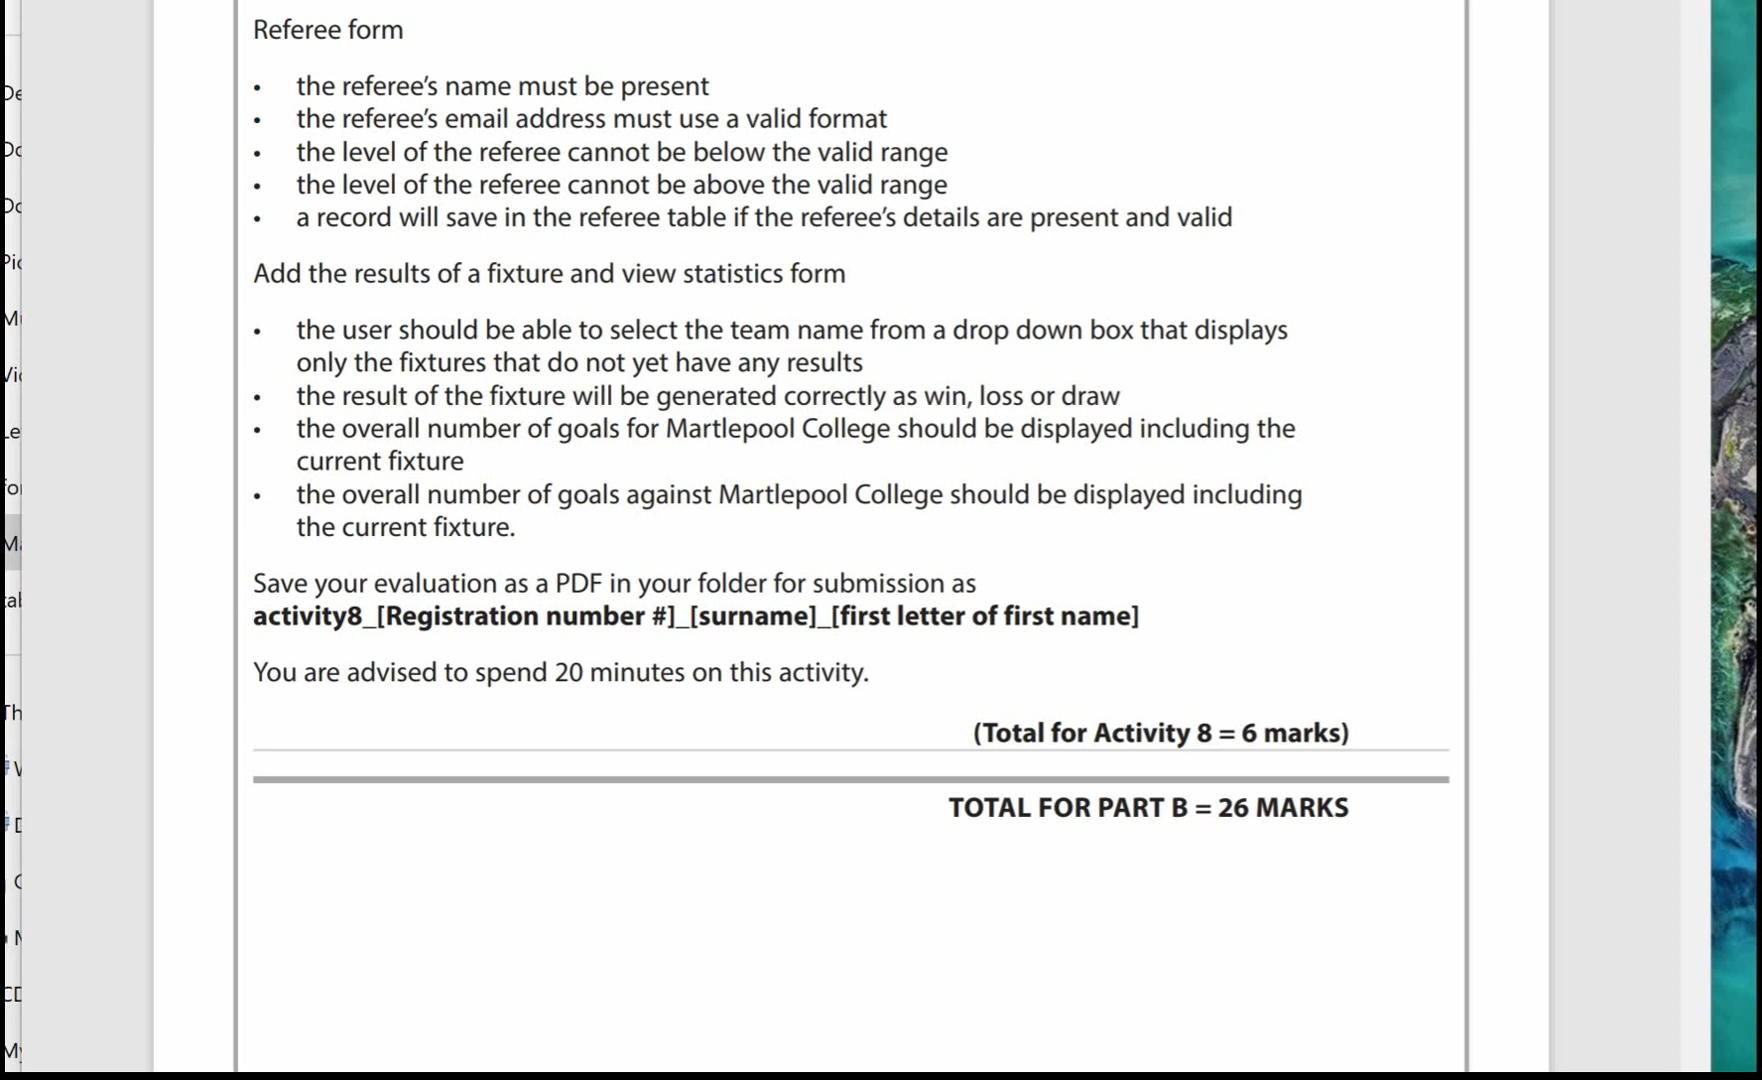 Referee form
• the referee's name must be present
• the referee's email address must use a valid format
• the level of the referee cannot be below the valid range
• the level of the referee cannot be above the valid range
• a record will save in the referee table if the referee's details are present and valid
Add the results of a fixture and view statistics form
• the user should be able to select the team name from a drop down box that displays
only the fixtures that do not yet have any results
• the result of the fixture will be generated correctly as win, loss or draw
• the overall number of goals for Martlepool College should be displayed including the
current fixture
• the overall number of goals against Martlepool College should be displayed including
the current fixture.
Save your evaluation as a PDF in your folder for submission as
activity8_[Registration number #]_[surname]_[first letter of first name]
You are advised to spend 20 minutes on this activity.
(Total for Activity 8 = 6 marks)
TOTAL FOR PART B = 26 MARKS